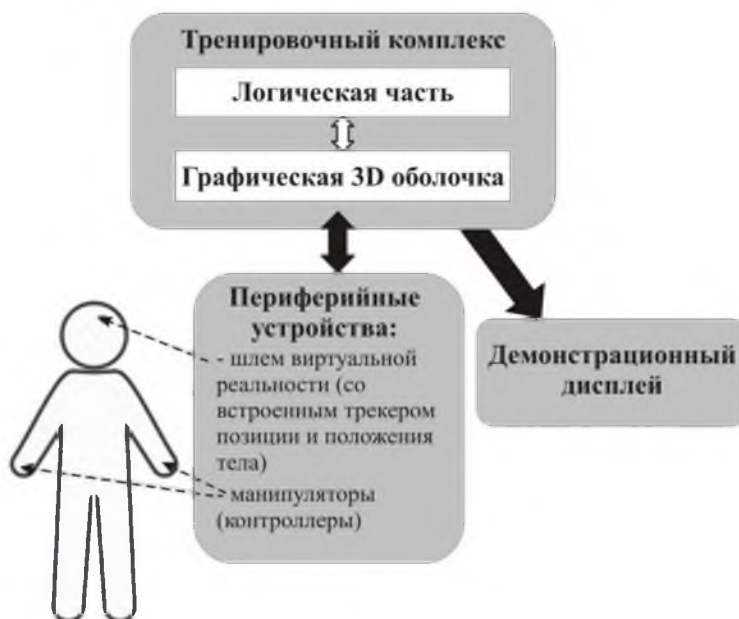 Тренировочный комплекс
Логическая часть
Графическая 3D оболочка
Периферийные
устройства:
- шлем виртуальной
реальности (со
встроенным трекером
позиции и положения
тела)
- манипуляторы
(контроллеры)
Демонстрационный
дисплей